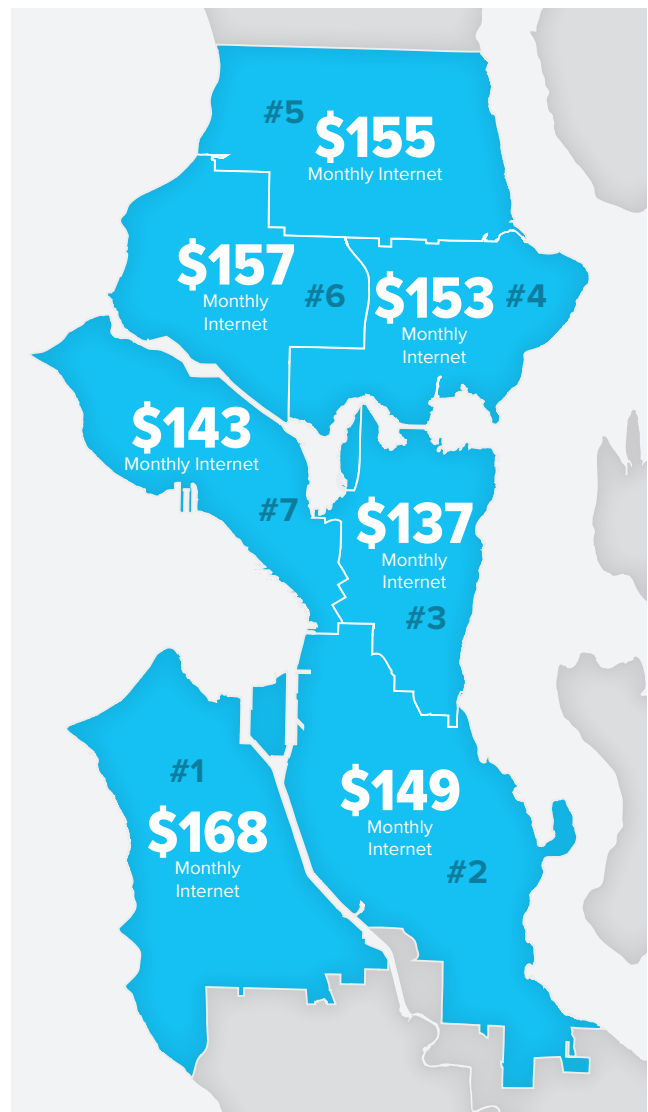 #5
$155
Monthly Internet
$157
Monthly
Internet
#6
$153
Monthly
Internet
#4
$143
Monthly Internet
#7
$137
Monthly
Internet
#3
#1
$168
Monthly
Internet
$149
Monthly
Internet
#2